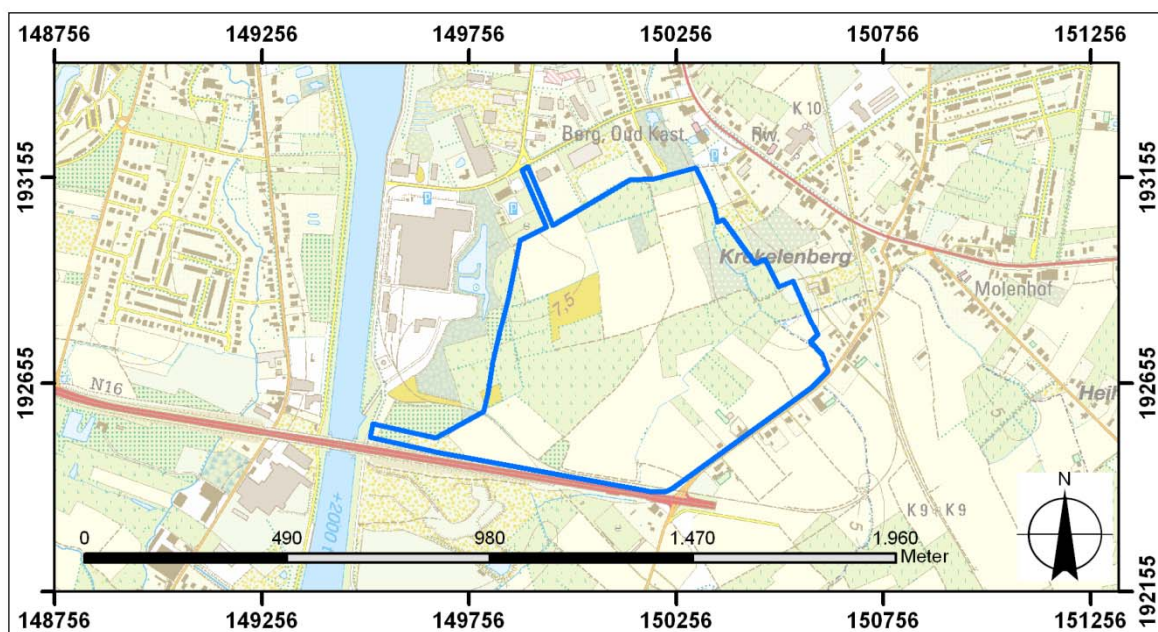 148756 149256 149756 150256 150756 151256
193155 193155
K 10
Berg, Oud Kast.
Rw.
P
P
P
Krekelenberg
Molenhof
7,5
192655 192655
N16
5
N
K 9 - K 9
5
+2000 t
0 490 980 1.470 1.960
Meter
192155
148756 149256 149756 150256 150756 151256